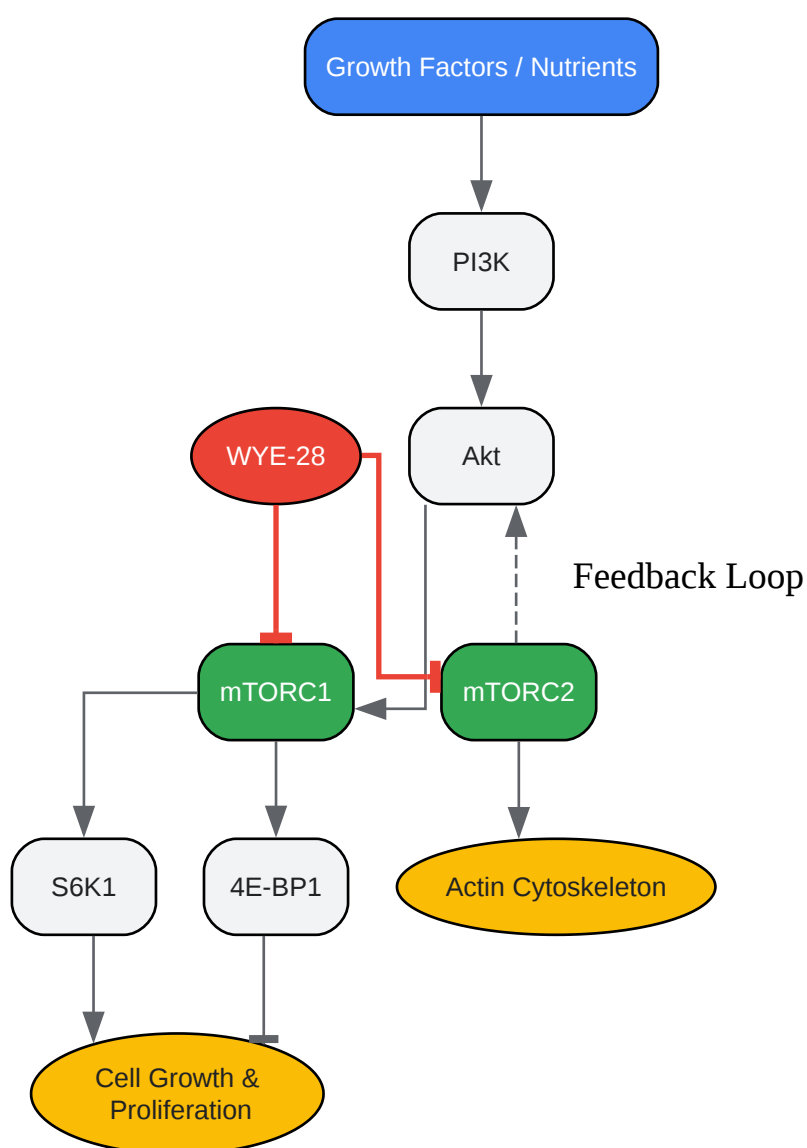 Growth Factors / Nutrients
PI3K
WYE-28
Akt
Feedback Loop
mTORC1
mTORC2
S6K1
4E-BP1
Actin Cytoskeleton
Cell Growth &
Proliferation